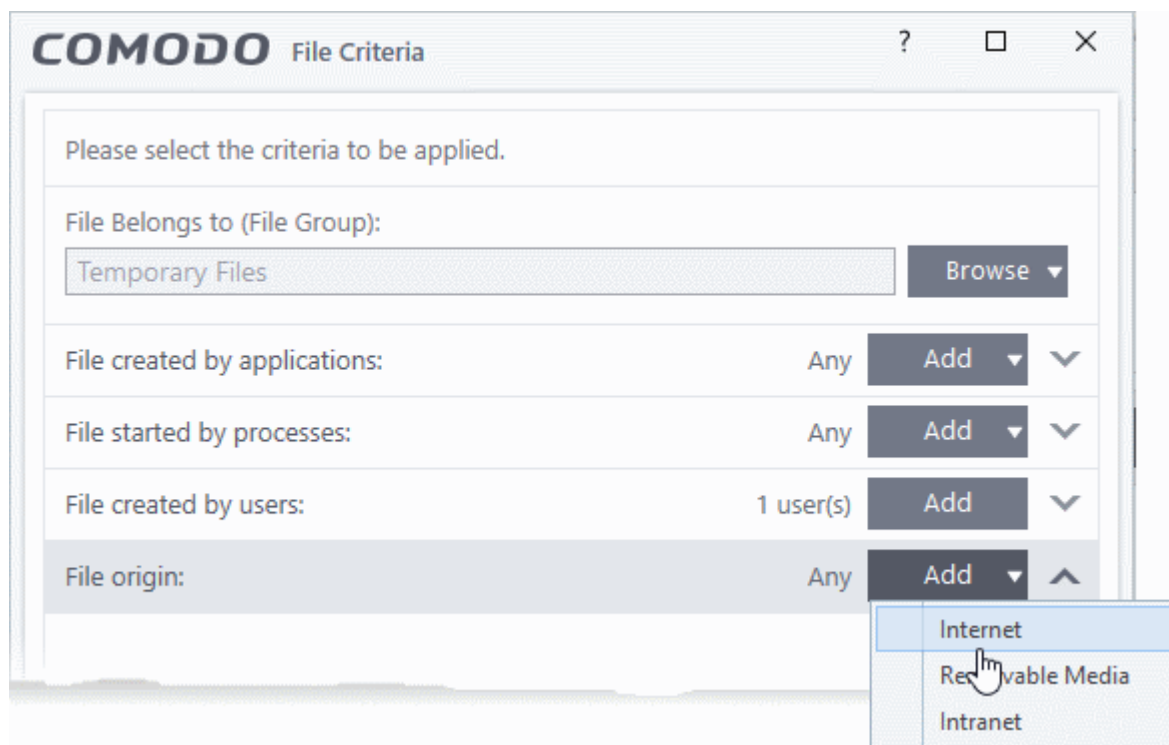 COMODO File Criteria ?
Please select the criteria to be applied.
File Belongs to (File Group):
Temporary Files Browse
File created by applications: Any Add
File started by processes: Any Add
File created by users: 1 user(s) Add
File origin: Any Add
Internet
Media
Intranet